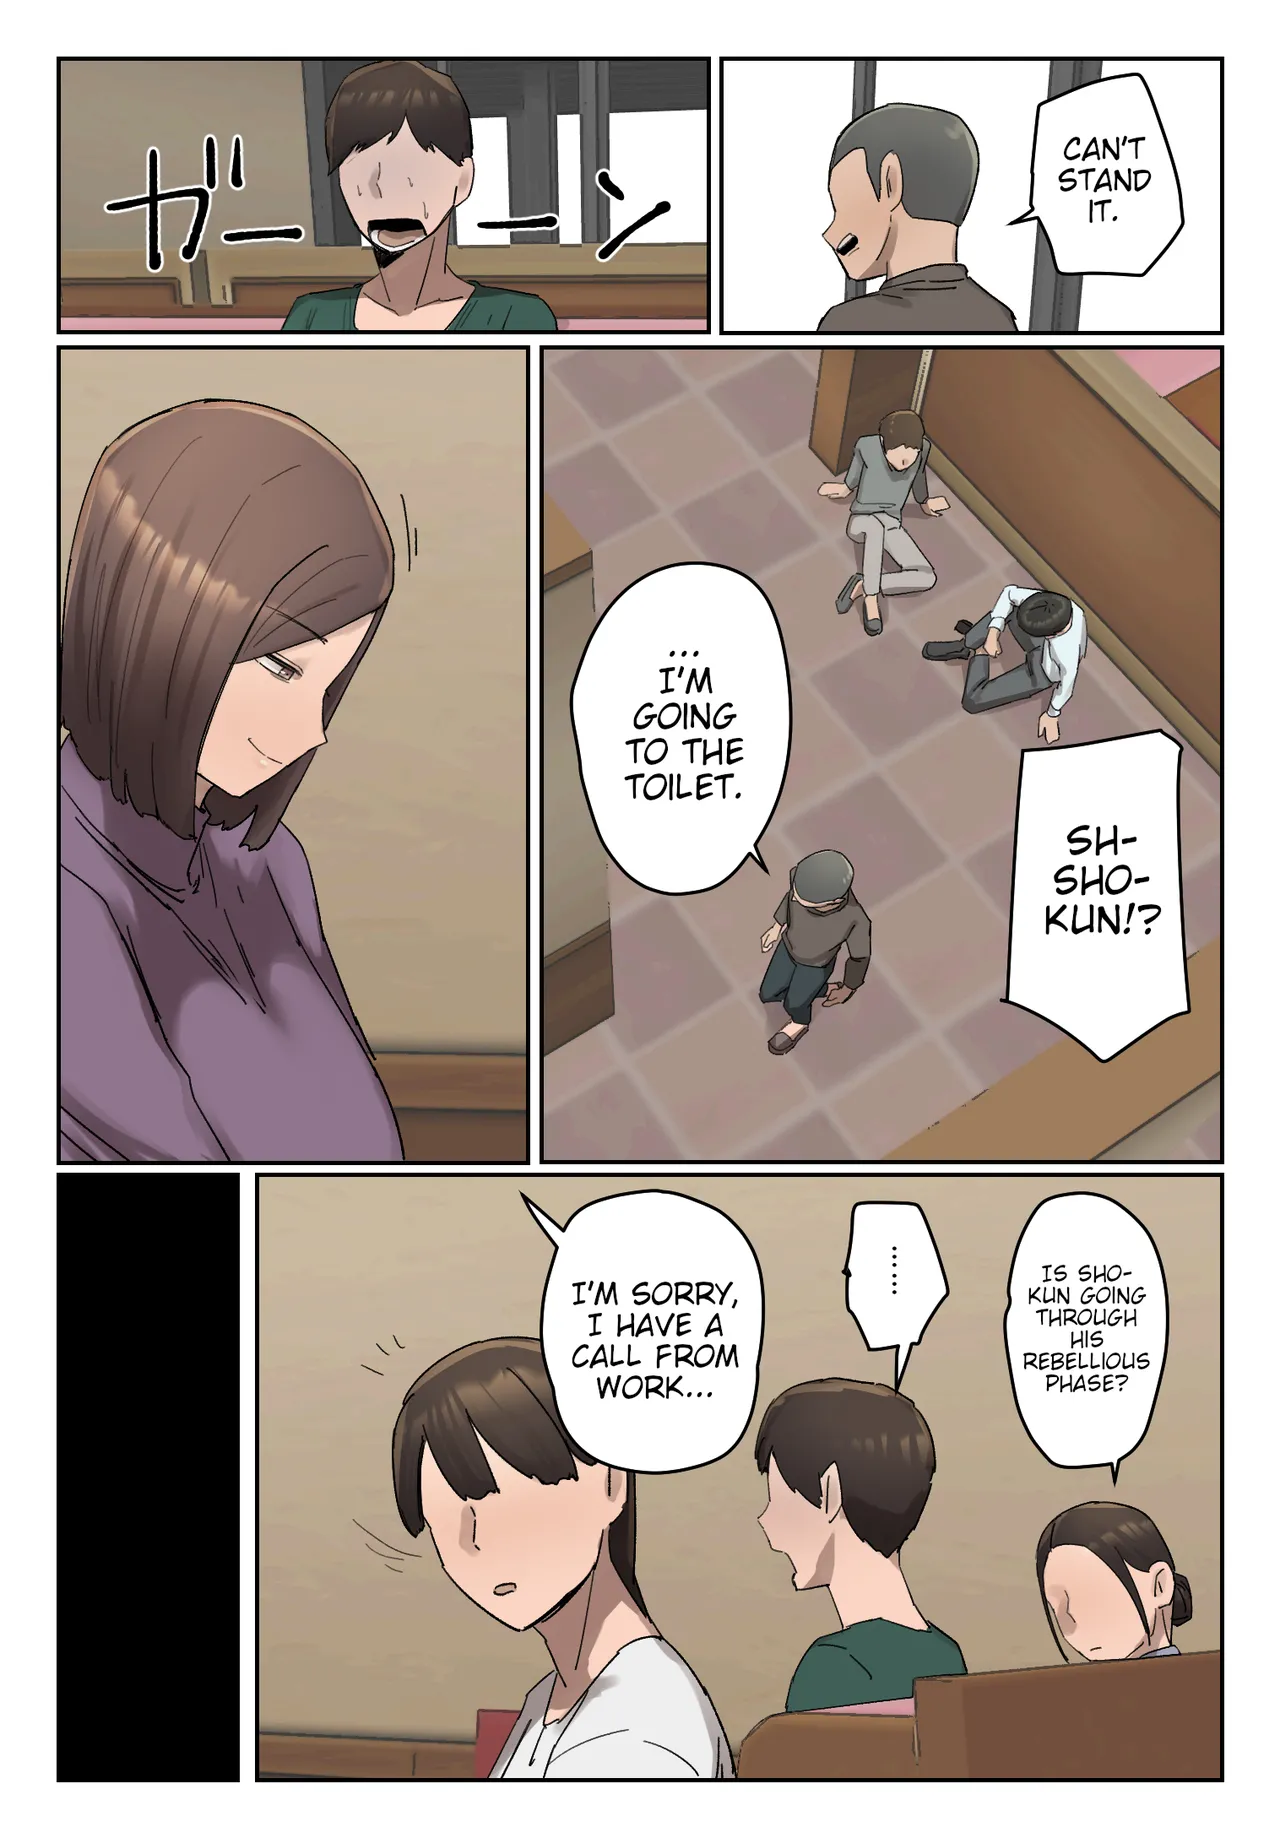 CAN'T
STAND
IT.
ガーーン
SH-
SHO-
KUN!?
...
I'M
GOING
TO THE
TOILET.
IS SHO-
KUN GOING
THROUGH
HIS
REBELLIOUS
PHASE?
......
I'M SORRY,
I HAVE A
CALL FROM
WORK...